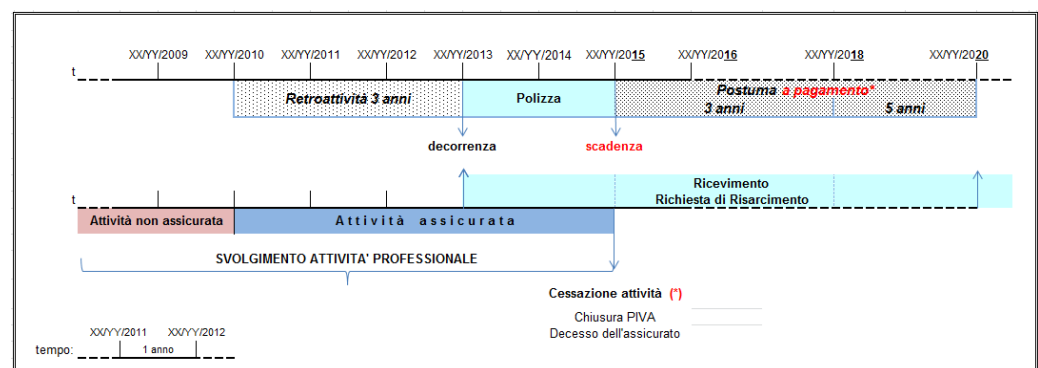 XX/YY/2009 XX/YY/2010 XX/YY/2011 XX/YY/2012 XX/YY/2013 XX/YY/2014 XX/YY/2015 XX/YY/2016 XX/YY/2018 XX/YY/2020
t
Retroattività 3 anni
Polizza
Postuma a pagamento*
3 anni 5 anni
decorrenza scadenza
t
Ricevimento
Richiesta di Risarcimento
Attività non assicurata Attività assicurata
SVOLGIMENTO ATTIVITA' PROFESSIONALE
Cessazione attività (*)
Chiusura PIVA
Decesso dell'assicurato
XX/YY/2011 XX/YY/2012
tempo: 1 anno